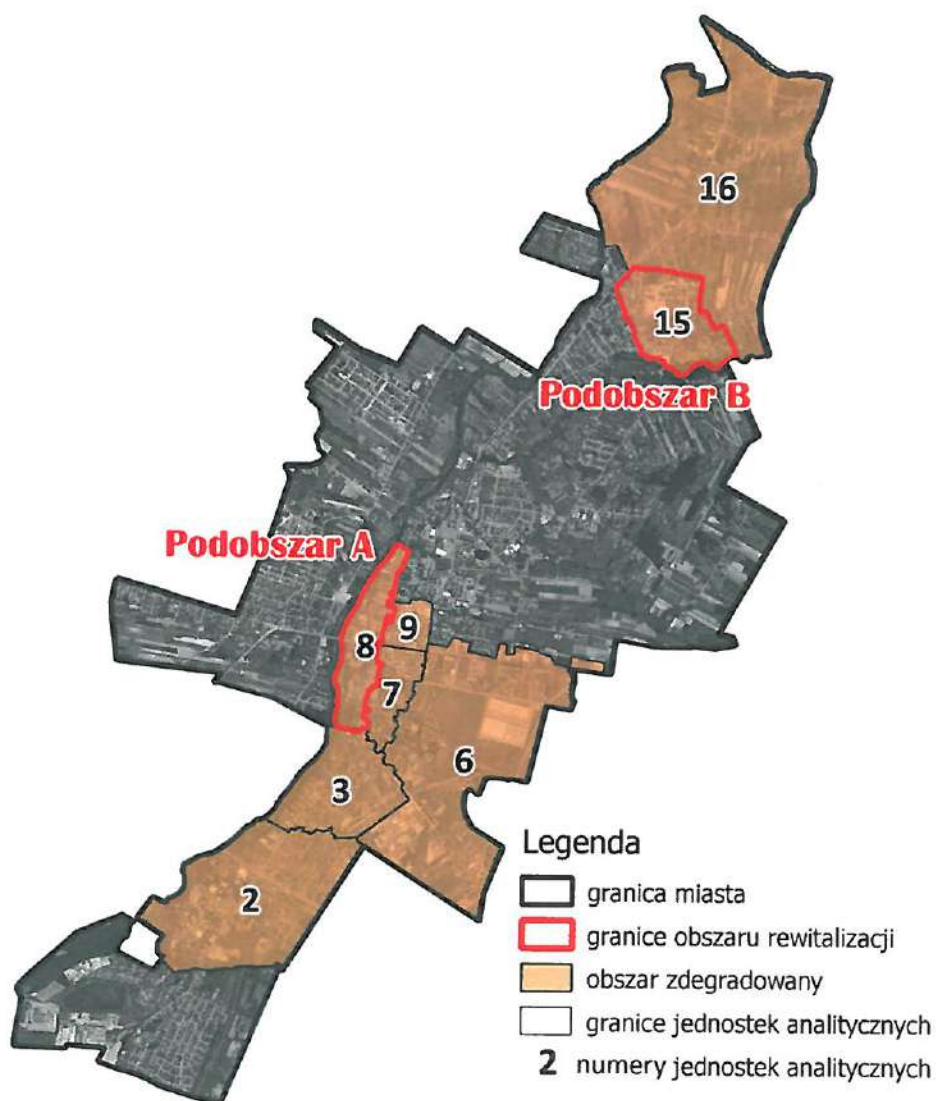 16
15
Podobszar B
Podobszar A
9
8
7
6
3
2
Legenda
granica miasta
granice obszaru rewitalizacji
obszar zdegradowany
granice jednostek analitycznych
2 numery jednostek analitycznych